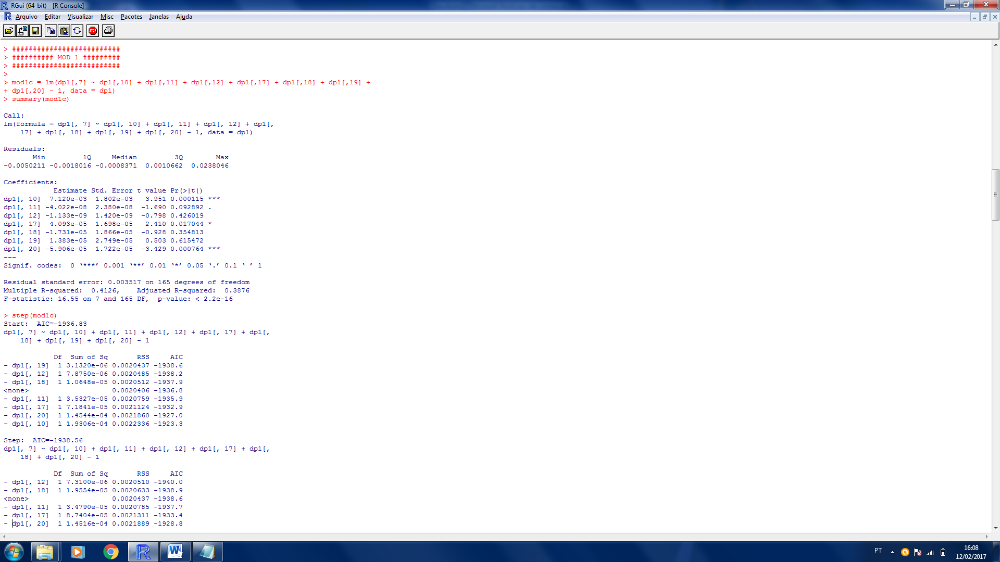 RGui (64-bit) - [R Console]
Arquivo Editar Visualizar Misc Pacotes Janelas Ajuda
STOP
> ##########################
> ########## MOD 1 #########
> ##########################
>
> mod1c = lm(dp1[,7] ~ dp1[,10] + dp1[,11] + dp1[,12] + dp1[,17] + dp1[,18] + dp1[,19] +
+ dp1[,20] - 1, data = dp1)
> summary(mod1c)
Call:
lm(formula = dp1[, 7] ~ dp1[, 10] + dp1[, 11] + dp1[, 12] + dp1[,
    17] + dp1[, 18] + dp1[, 19] + dp1[, 20] - 1, data = dp1)
Residuals:
       Min         1Q     Median         3Q        Max
-0.0050211 -0.0018016 -0.0008371  0.0010662  0.0238046
Coefficients:
            Estimate Std. Error t value Pr(>|t|)
dp1[, 10]  7.120e-03  1.802e-03   3.951 0.000115 ***
dp1[, 11] -4.022e-08  2.380e-08  -1.690 0.092892 .
dp1[, 12] -1.133e-09  1.420e-09  -0.798 0.426019
dp1[, 17]  4.093e-05  1.698e-05   2.410 0.017044 *
dp1[, 18] -1.731e-05  1.866e-05  -0.928 0.354813
dp1[, 19]  1.383e-05  2.749e-05   0.503 0.615472
dp1[, 20] -5.906e-05  1.722e-05  -3.429 0.000764 ***
---
Signif. codes:  0 ‘***’ 0.001 ‘**’ 0.01 ‘*’ 0.05 ‘.’ 0.1 ‘ ’ 1
Residual standard error: 0.003517 on 165 degrees of freedom
Multiple R-squared:  0.4126,    Adjusted R-squared:  0.3876
F-statistic: 16.55 on 7 and 165 DF,  p-value: < 2.2e-16
> step(mod1c)
Start:  AIC=-1936.83
dp1[, 7] ~ dp1[, 10] + dp1[, 11] + dp1[, 12] + dp1[, 17] + dp1[,
    18] + dp1[, 19] + dp1[, 20] - 1
            Df  Sum of Sq       RSS     AIC
- dp1[, 19]  1 3.1320e-06 0.0020437 -1938.6
- dp1[, 12]  1 7.8750e-06 0.0020485 -1938.2
- dp1[, 18]  1 1.0648e-05 0.0020512 -1937.9
<none>                    0.0020406 -1936.8
- dp1[, 11]  1 3.5327e-05 0.0020759 -1935.9
- dp1[, 17]  1 7.1841e-05 0.0021124 -1932.9
- dp1[, 20]  1 1.4544e-04 0.0021860 -1927.0
- dp1[, 10]  1 1.9306e-04 0.0022336 -1923.3
Step:  AIC=-1938.56
dp1[, 7] ~ dp1[, 10] + dp1[, 11] + dp1[, 12] + dp1[, 17] + dp1[,
    18] + dp1[, 20] - 1
            Df  Sum of Sq       RSS     AIC
- dp1[, 12]  1 7.3100e-06 0.0020510 -1940.0
- dp1[, 18]  1 1.9554e-05 0.0020633 -1938.9
<none>                    0.0020437 -1938.6
- dp1[, 11]  1 3.4790e-05 0.0020785 -1937.7
- dp1[, 17]  1 8.7404e-05 0.0021311 -1933.4
- dp1[, 20]  1 1.4516e-04 0.0021889 -1928.8
PT
16:08
12/02/2017